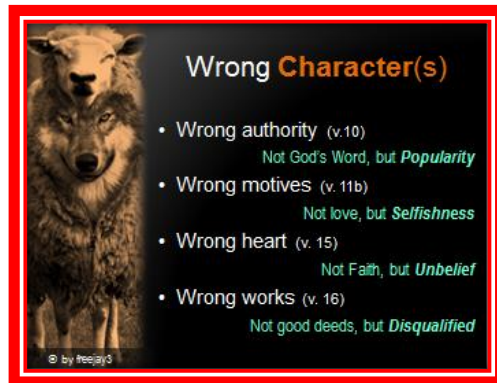 Wrong Character(s)
• Wrong authority (v.10)
Not God's Word, but Popularity
• Wrong motives (v. 11b)
Not love, but Selfishness
• Wrong heart (v. 15)
Not Faith, but Unbelief
• Wrong works (v. 16)
Not good deeds, but Disqualified
© by freejay3